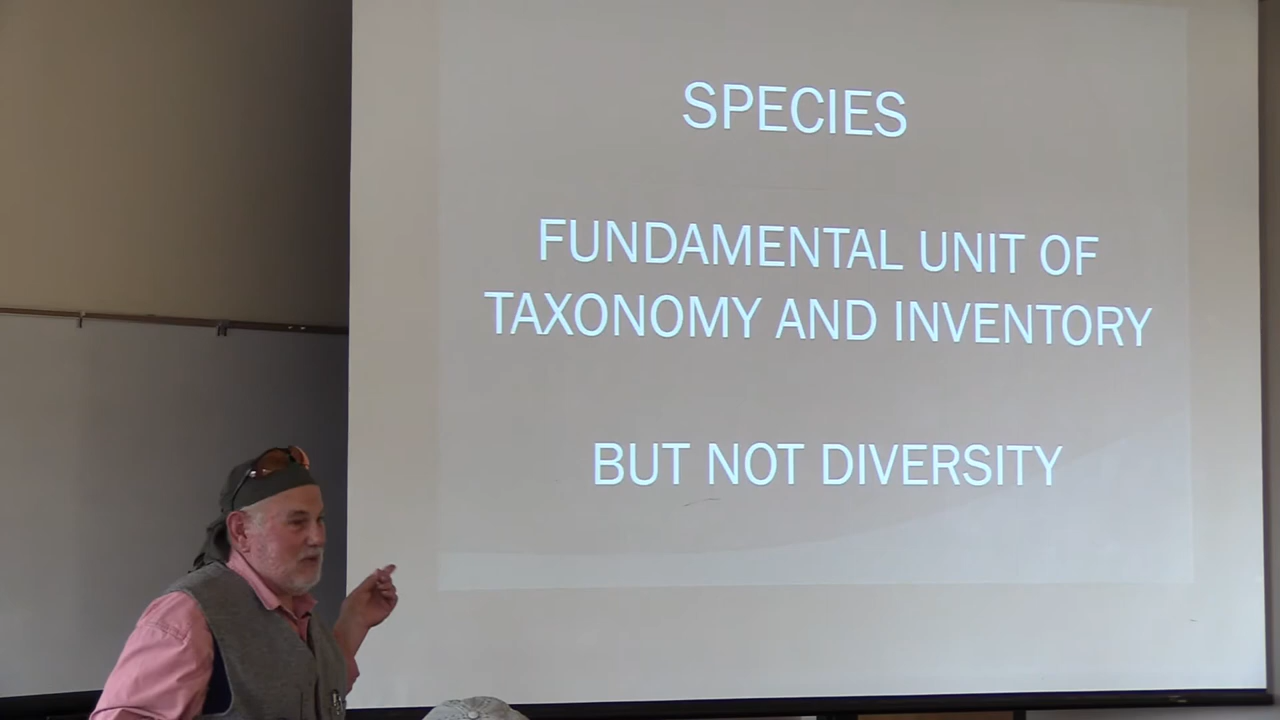 SPECIES
FUNDAMENTAL UNIT OF
TAXONOMY AND INVENTORY
BUT NOT DIVERSITY